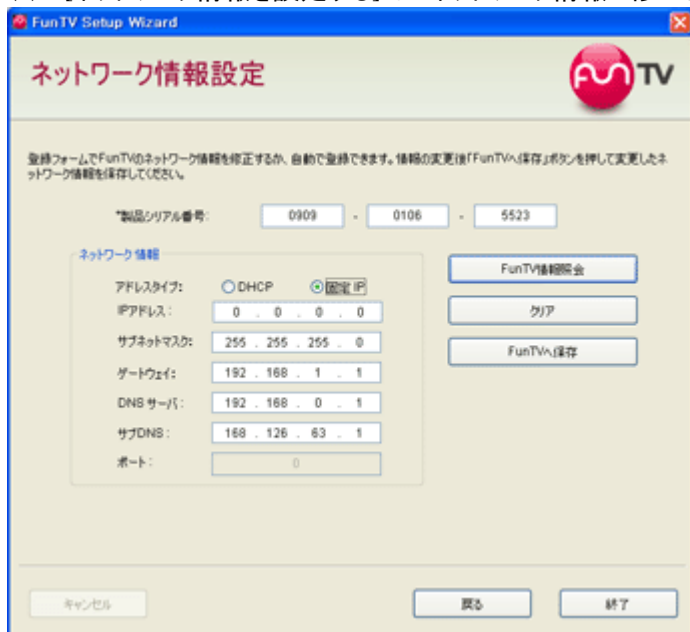 FunTV Setup Wizard
ネットワーク情報設定
fun TV
登録フォームでFunTVのネットワーク情報を修正するか、自動で登録できます。情報の変更後「FunTVへ保存」ボタンを押して変更したネ
ットワーク情報を保存してください。
*製品シリアル番号: 0909 - 0106 - 5523
ネットワーク情報
FunTV情報照会
アドレスタイプ: DHCP 固定 IP
IPアドレス: 0 . 0 . 0 . 0 クリア
サブネットマスク: 255 . 255 . 255 . 0
FunTVへ保存
ゲートウェイ: 192 . 168 . 1 . 1
DNS サーバ: 192 . 168 . 0 . 1
サブDNS: 168 . 126 . 63 . 1
ポート: 0
キャンセル 戻る 終了